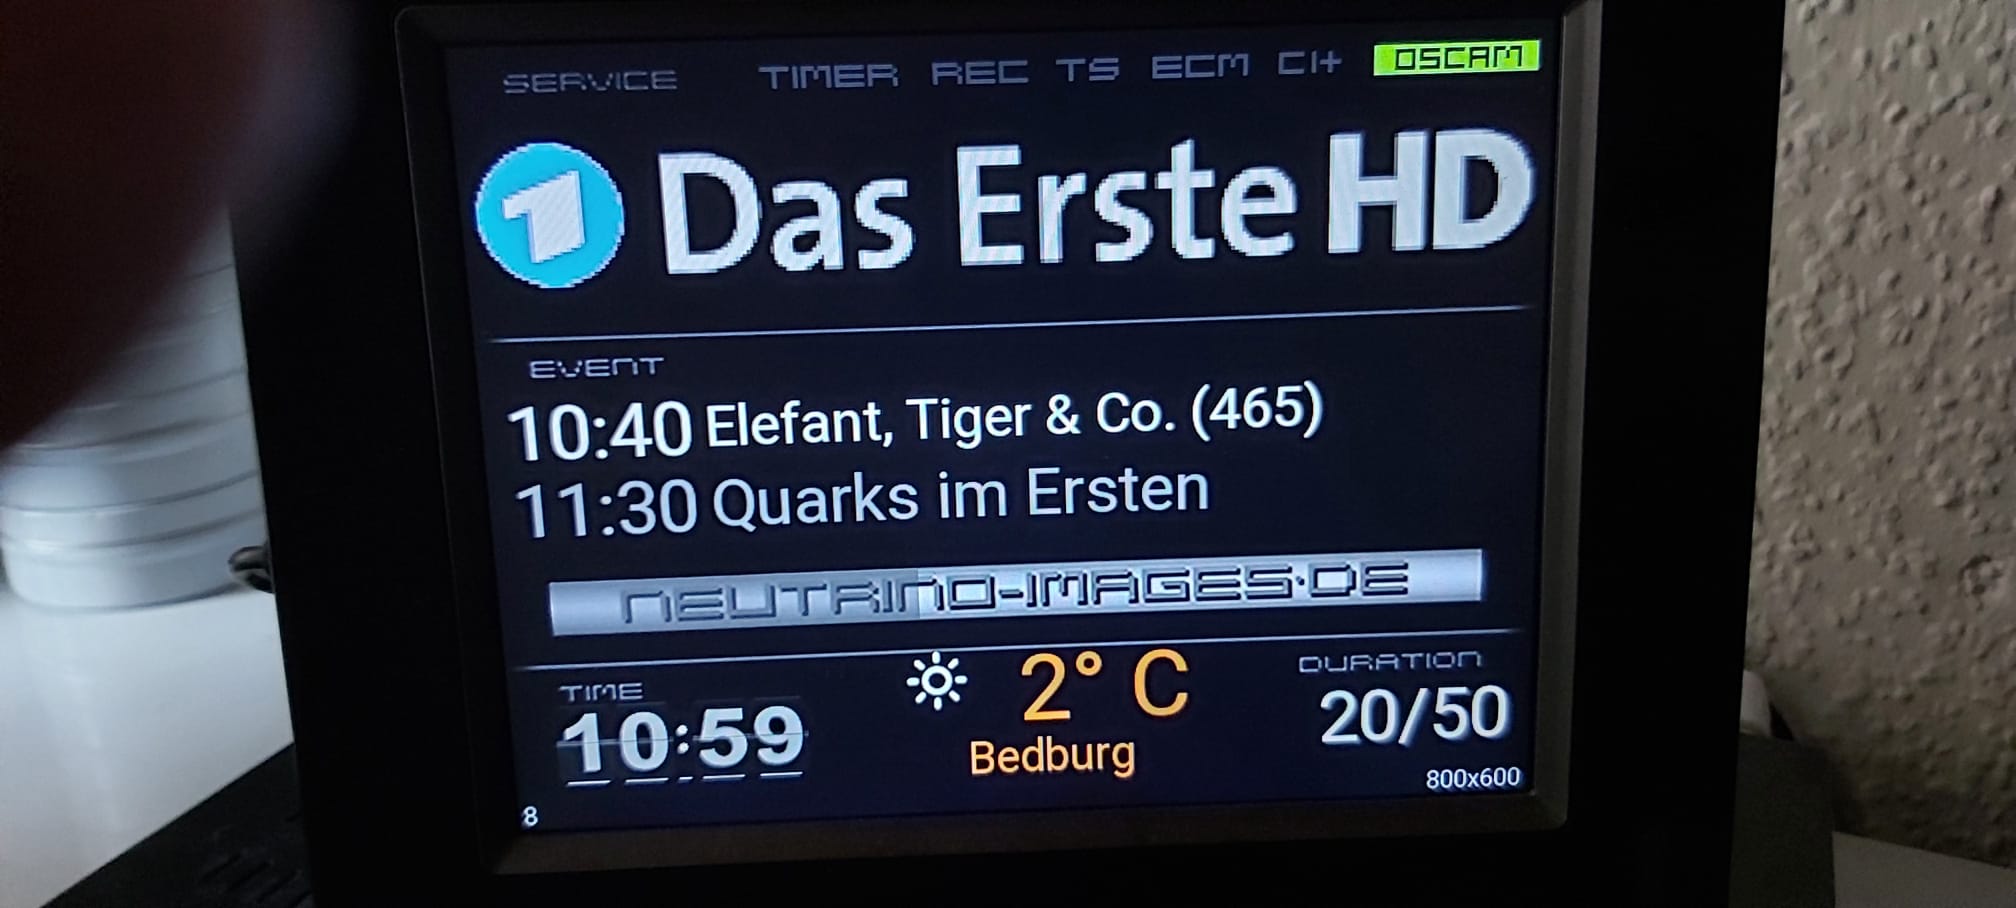 SERVICE TIMER REC TS ECM CI+ OSCAM
1 Das Erste HD
EVENT
10:40 Elefant, Tiger & Co. (465)
11:30 Quarks im Ersten
NEUTRINO-IMAGES.DE
TIME
10:59
2° C
Bedburg
DURATION
20/50
800x600
8